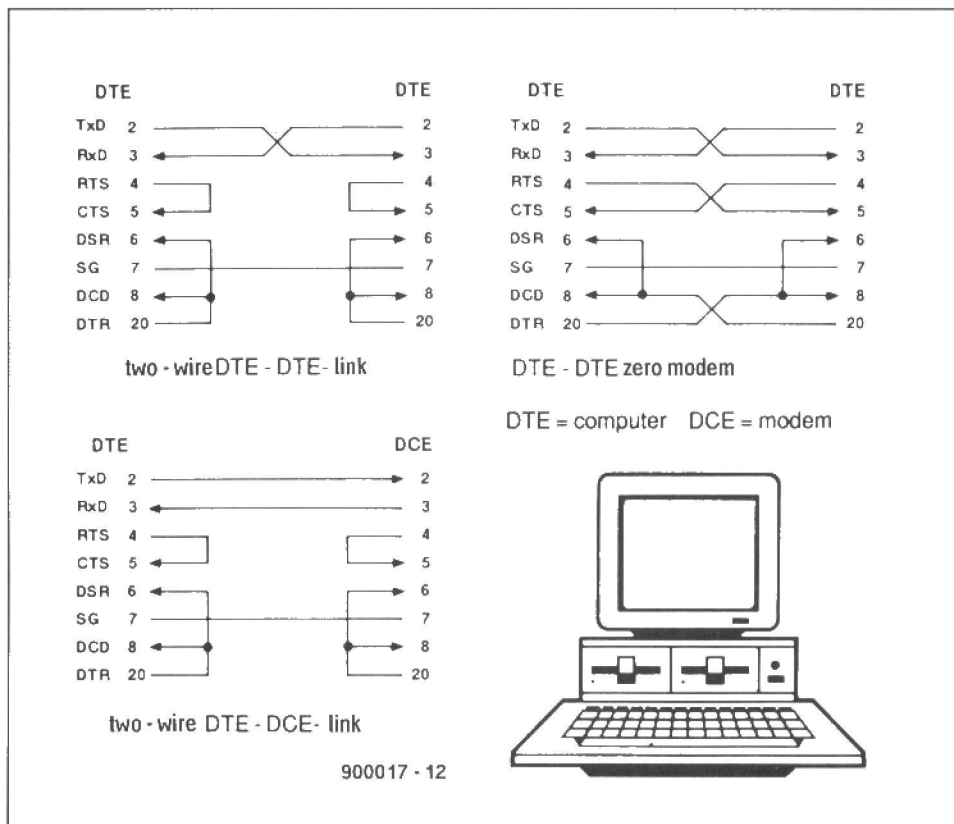 DTE DTE
TxD 2 2
RxD 3 3
RTS 4 4
CTS 5 5
DSR 6 6
SG 7 7
DCD 8 8
DTR 20 20
two - wire DTE - DTE - link
DTE DTE
TxD 2 2
RxD 3 3
RTS 4 4
CTS 5 5
DSR 6 6
SG 7 7
DCD 8 8
DTR 20 20
DTE - DTE zero modem
DTE = computer DCE = modem
DTE DCE
TxD 2 2
RxD 3 3
RTS 4 4
CTS 5 5
DSR 6 6
SG 7 7
DCD 8 8
DTR 20 20
two - wire DTE - DCE - link
900017 - 12